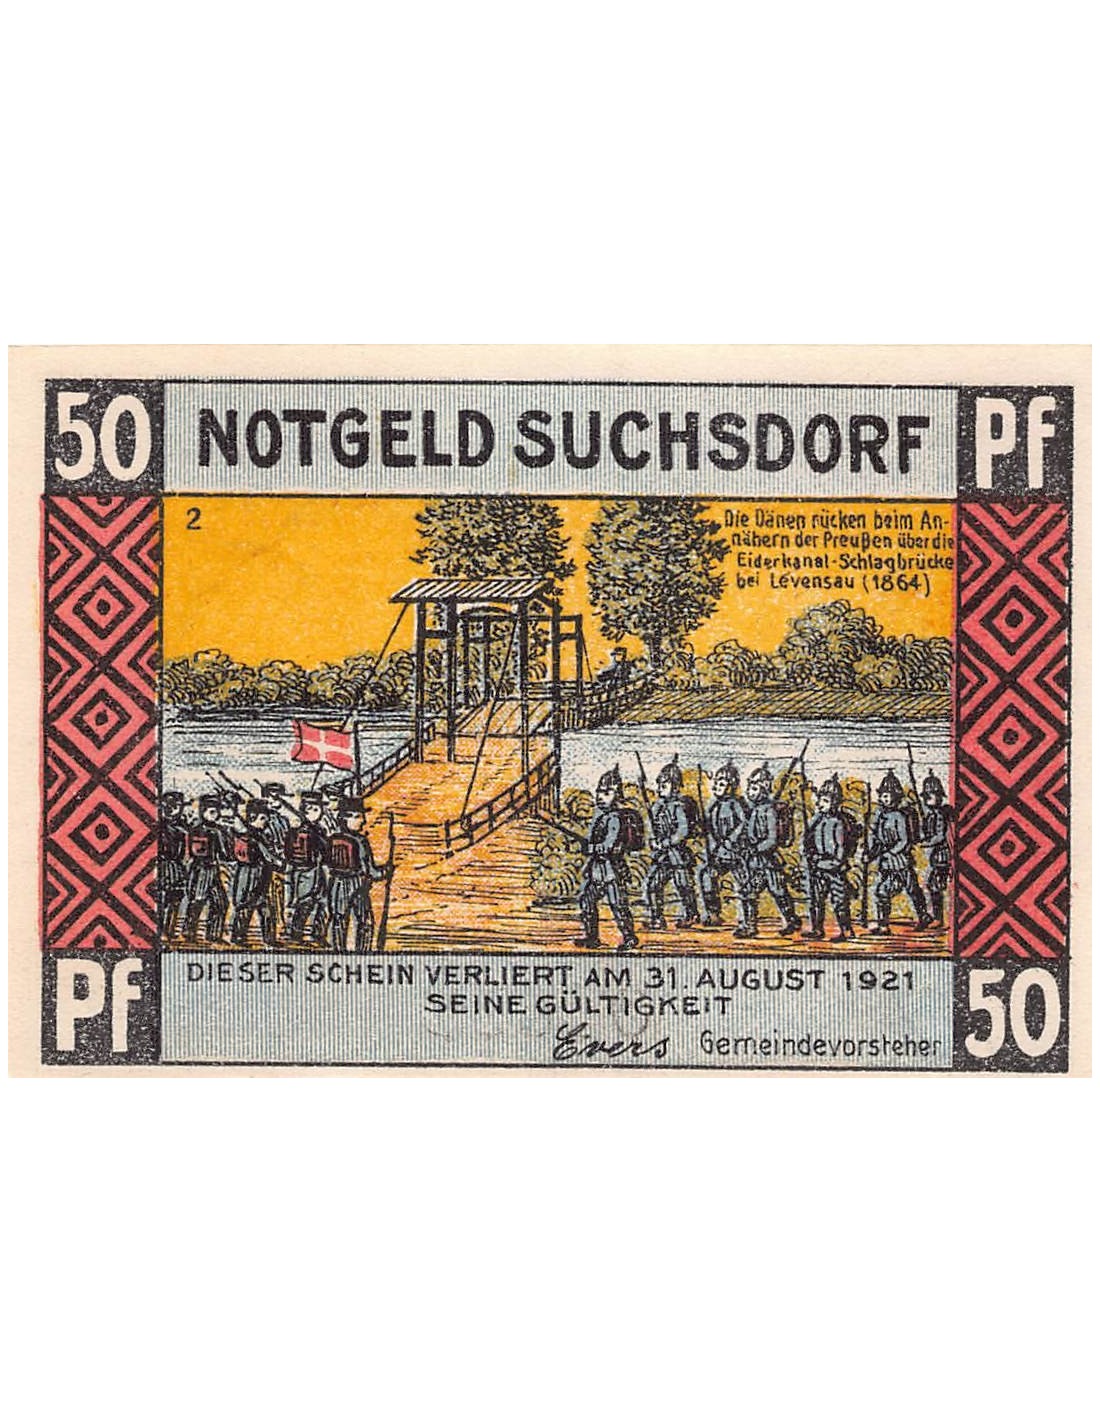 50 NOTGELD SUCHSDORF Pf
2
Die Dänen rücken beim An-
nähern der Preußen über die
Eiderkanal-Schlagbrücke
bei Levensau (1864)
DIESER SCHEIN VERLIERT AM 31. AUGUST 1921
SEINE GÜLTIGKEIT
Evers Gemeindevorsteher
Pf 50